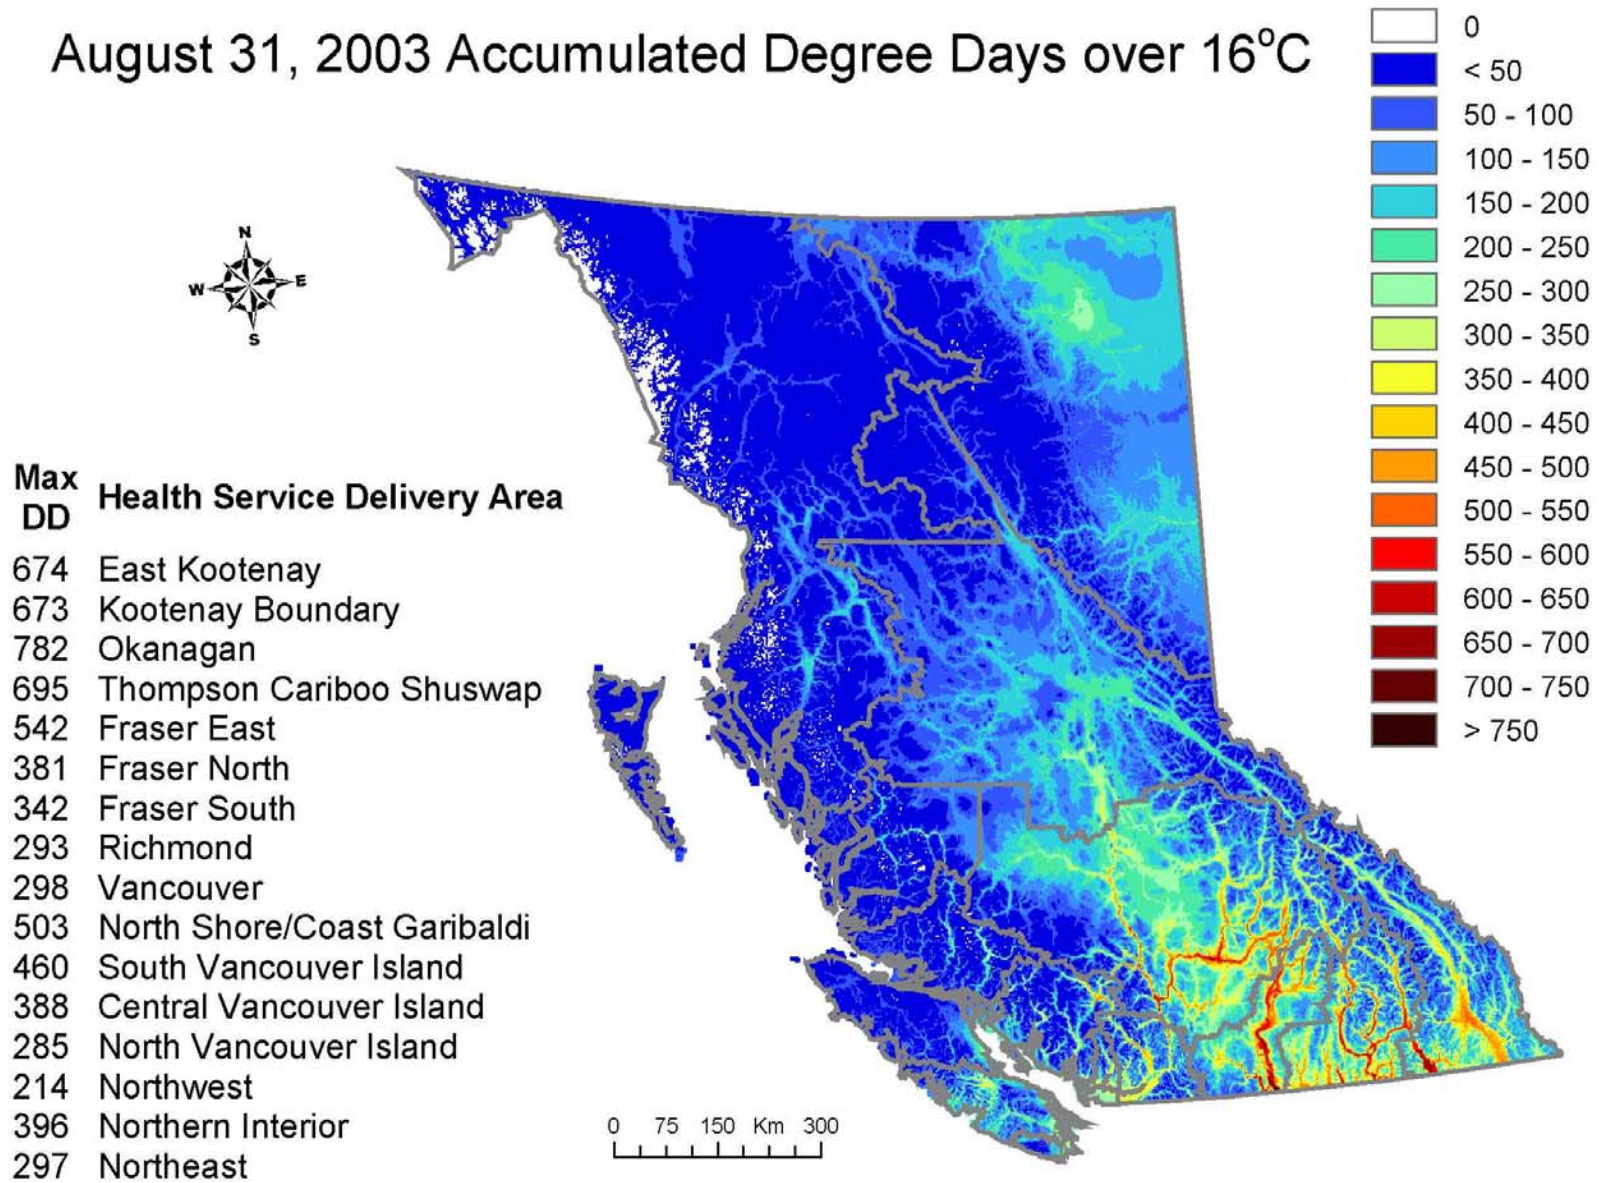 August 31, 2003 Accumulated Degree Days over 16°C
0
< 50
50 - 100
100 - 150
150 - 200
200 - 250
250 - 300
300 - 350
350 - 400
400 - 450
450 - 500
500 - 550
550 - 600
600 - 650
650 - 700
700 - 750
> 750
N
W E
S
Max
DD Health Service Delivery Area
674 East Kootenay
673 Kootenay Boundary
782 Okanagan
695 Thompson Cariboo Shuswap
542 Fraser East
381 Fraser North
342 Fraser South
293 Richmond
298 Vancouver
503 North Shore/Coast Garibaldi
460 South Vancouver Island
388 Central Vancouver Island
285 North Vancouver Island
214 Northwest
396 Northern Interior
297 Northeast
0 75 150 Km 300